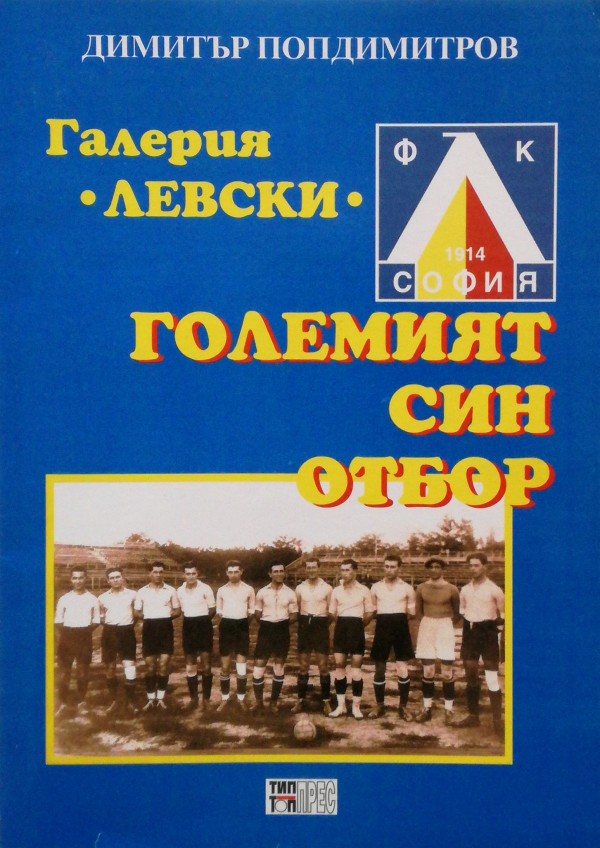 ДИМИТЪР ПОПДИМИТРОВ
Галерия
• ЛЕВСКИ •
Ф К
1914
СОФИЯ
ГОЛЕМИЯТ
СИН
ОТБОР
ТИП
ТОП ПРЕС